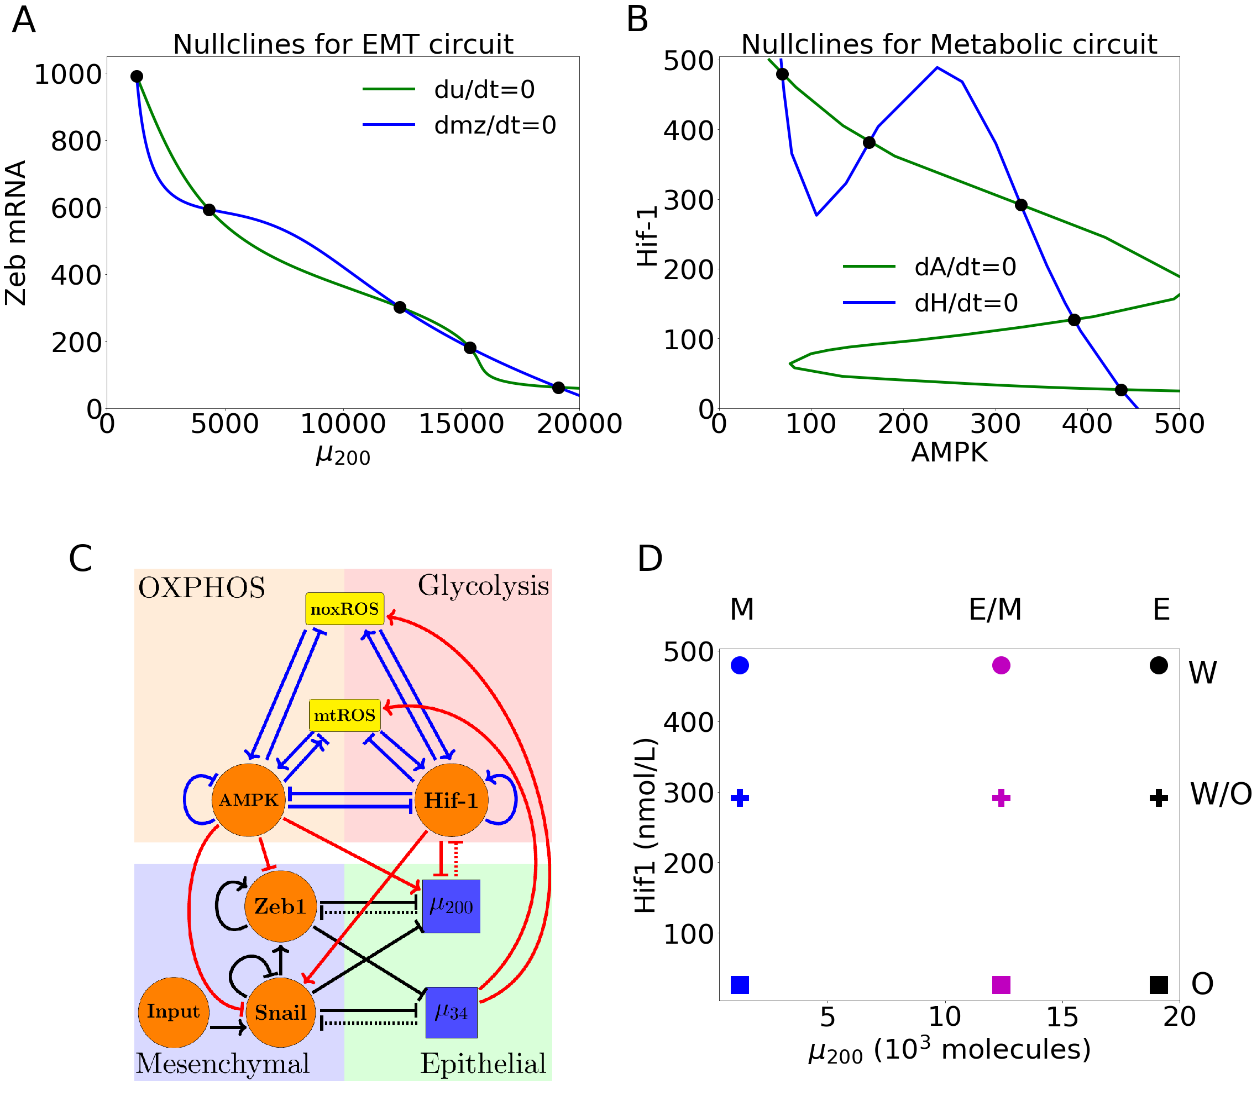 A
Nullclines for EMT circuit
1000
800
600
400
200
0
Zeb mRNA
du/dt=0
dmz/dt=0
0 5000 10000 15000 20000
μ200
B
Nullclines for Metabolic circuit
500
400
300
200
100
0
Hif-1
dA/dt=0
dH/dt=0
0 100 200 300 400 500
AMPK
C
OXPHOS
Glycolysis
noxROS
mtROS
AMPK
Hif-1
Zeb1
μ200
Input
Snail
μ34
Mesenchymal
Epithelial
D
M E/M E
500
400
300
200
100
Hif1 (nmol/L)
W
W/O
O
5 10 15 20
μ200 (10³ molecules)